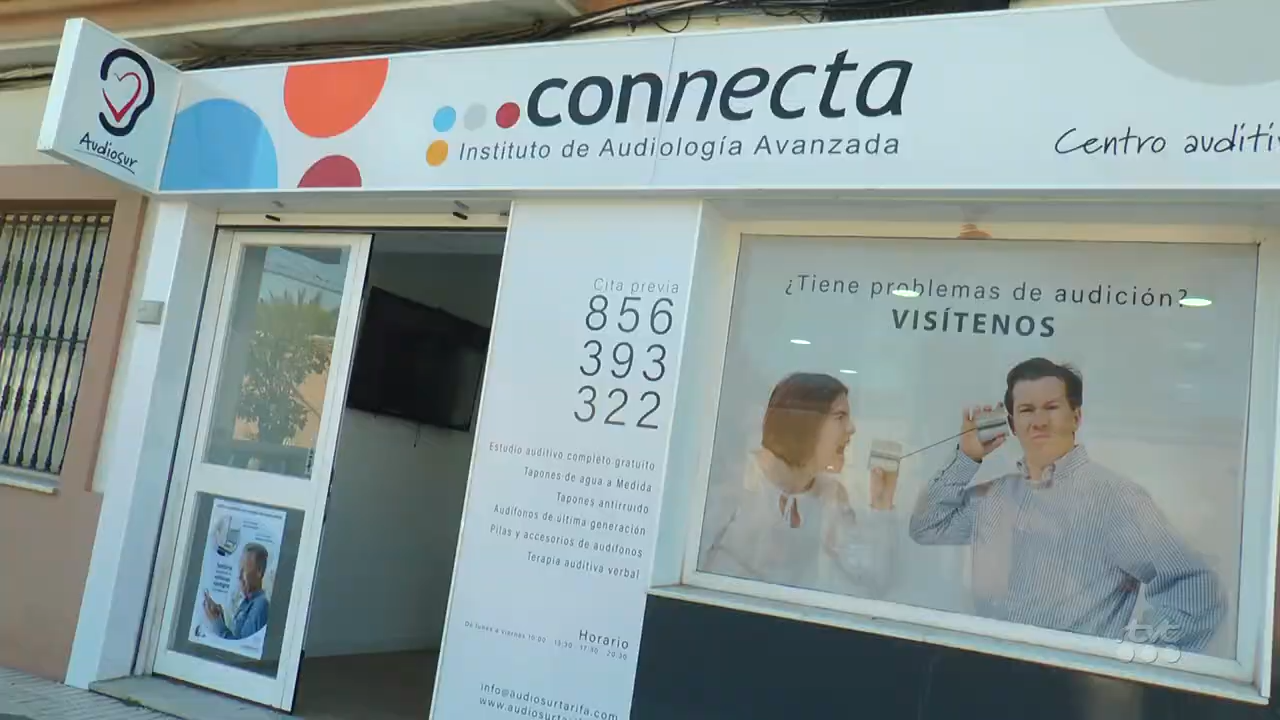 Audiosur
connecta
Instituto de Audiología Avanzada
Centro auditi
Cita previa
856
393
322
Estudio auditivo completo gratuito
Tapones de agua a Medida
Tapones antirruido
Audífonos de última generación
Pilas y accesorios de audífonos
Terapia auditiva verbal
Horario
De lunes a viernes 10:00 - 13:30 17:30 - 20:30
info@audiosurtarifa.com
www.audiosurtar
¿Tiene problemas de audición?
VISÍTENOS